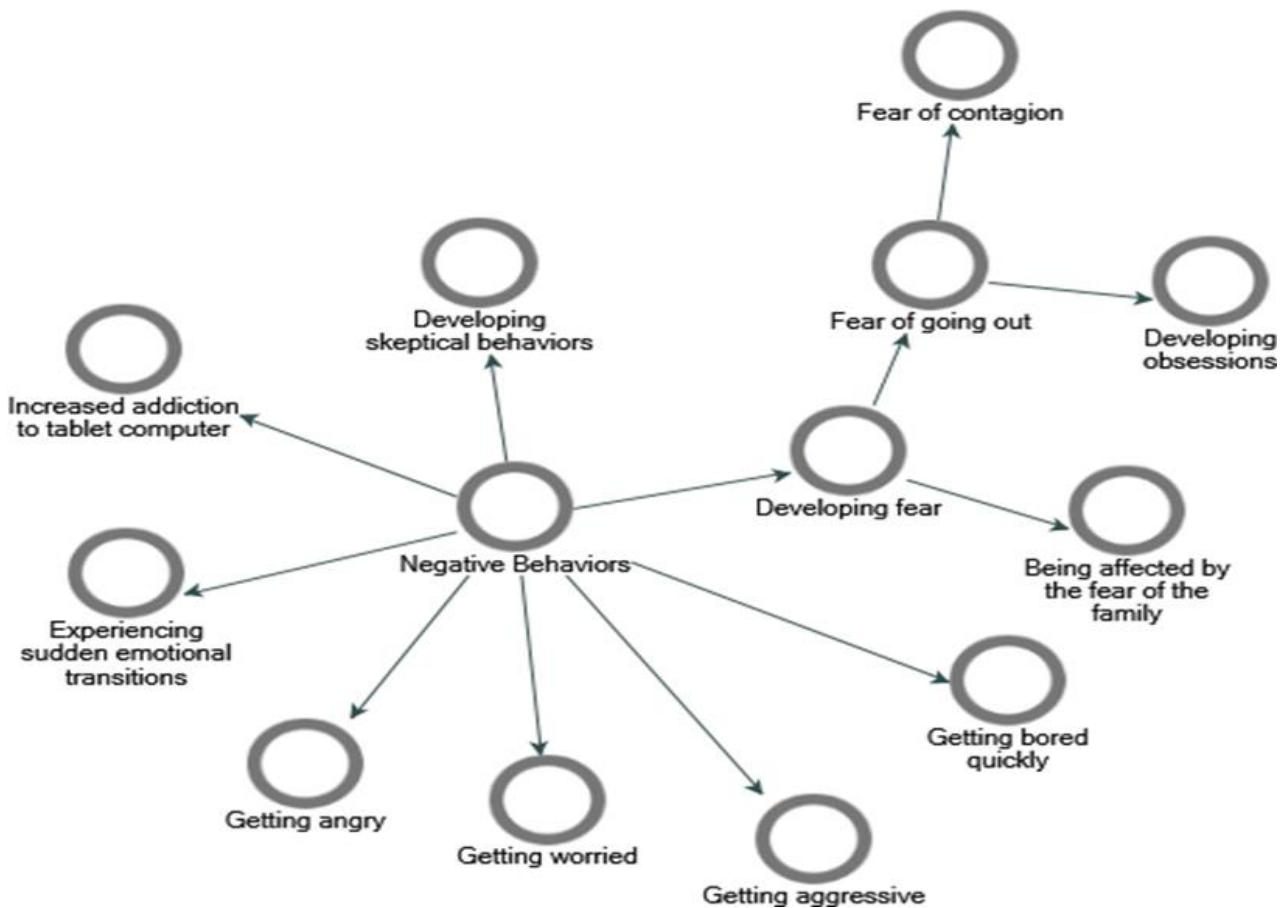 Fear of contagion
Fear of going out
Developing
obsessions
Developing
skeptical behaviors
Increased addiction
to tablet computer
Developing fear
Negative Behaviors
Being affected by
the fear of the
family
Experiencing
sudden emotional
transitions
Getting bored
quickly
Getting angry
Getting worried
Getting aggressive